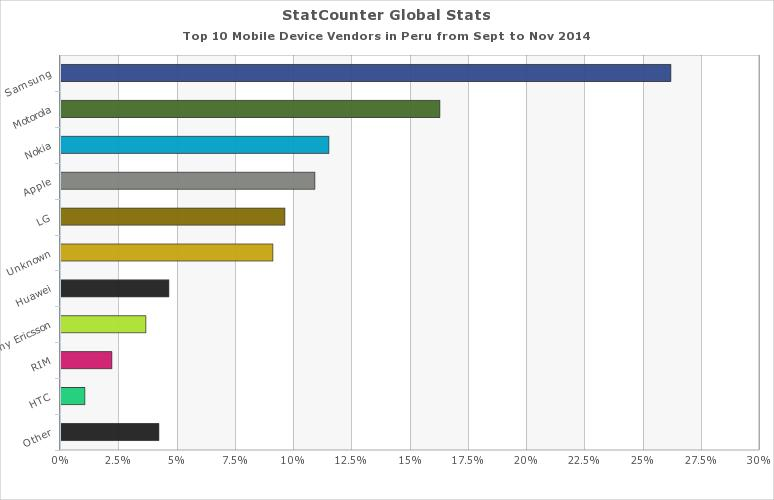 StatCounter Global Stats
Top 10 Mobile Device Vendors in Peru from Sept to Nov 2014
Samsung
Motorola
Nokia
Apple
LG
Unknown
Huawei
ny Ericsson
RIM
HTC
Other
0% 2.5% 5% 7.5% 10% 12.5% 15% 17.5% 20% 22.5% 25% 27.5% 30%